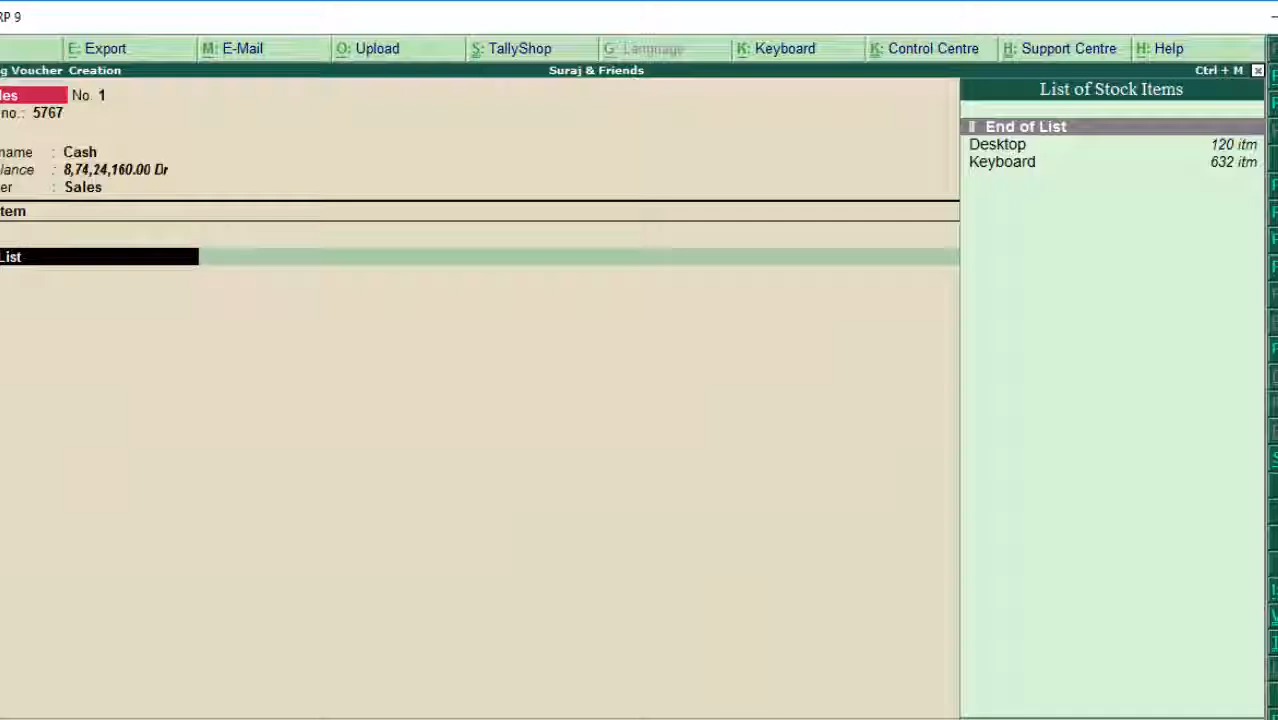 RP 9
E: Export M: E-Mail O: Upload S: TallyShop G: Language K: Keyboard K: Control Centre H: Support Centre H: Help
g Voucher Creation Suraj & Friends Ctrl + M
les No. 1
no.: 5767
name : Cash
lance : 8,74,24,160.00 Dr
er : Sales
tem
List
List of Stock Items
End of List
Desktop 120 itm
Keyboard 632 itm